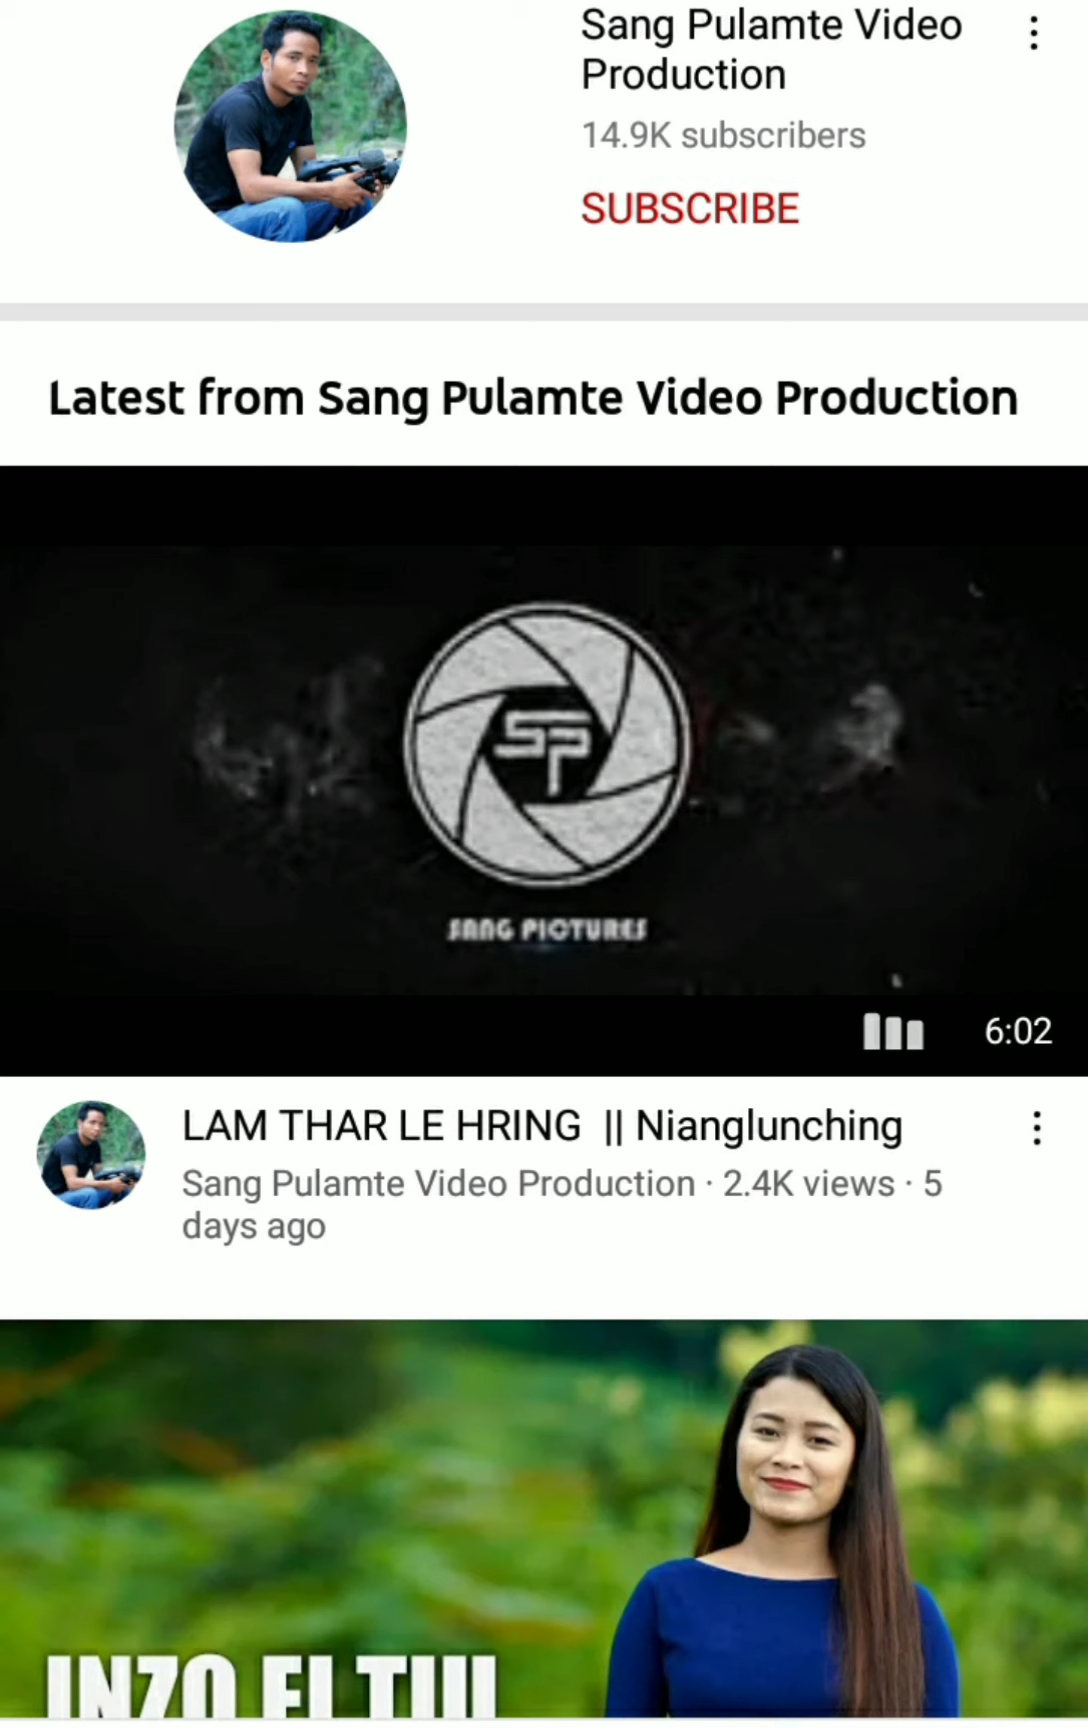 Sang Pulamte Video
Production
14.9K subscribers
SUBSCRIBE
Latest from Sang Pulamte Video Production
SP
SANG PICTURES
6:02
LAM THAR LE HRING || Nianglunching
Sang Pulamte Video Production · 2.4K views · 5
days ago